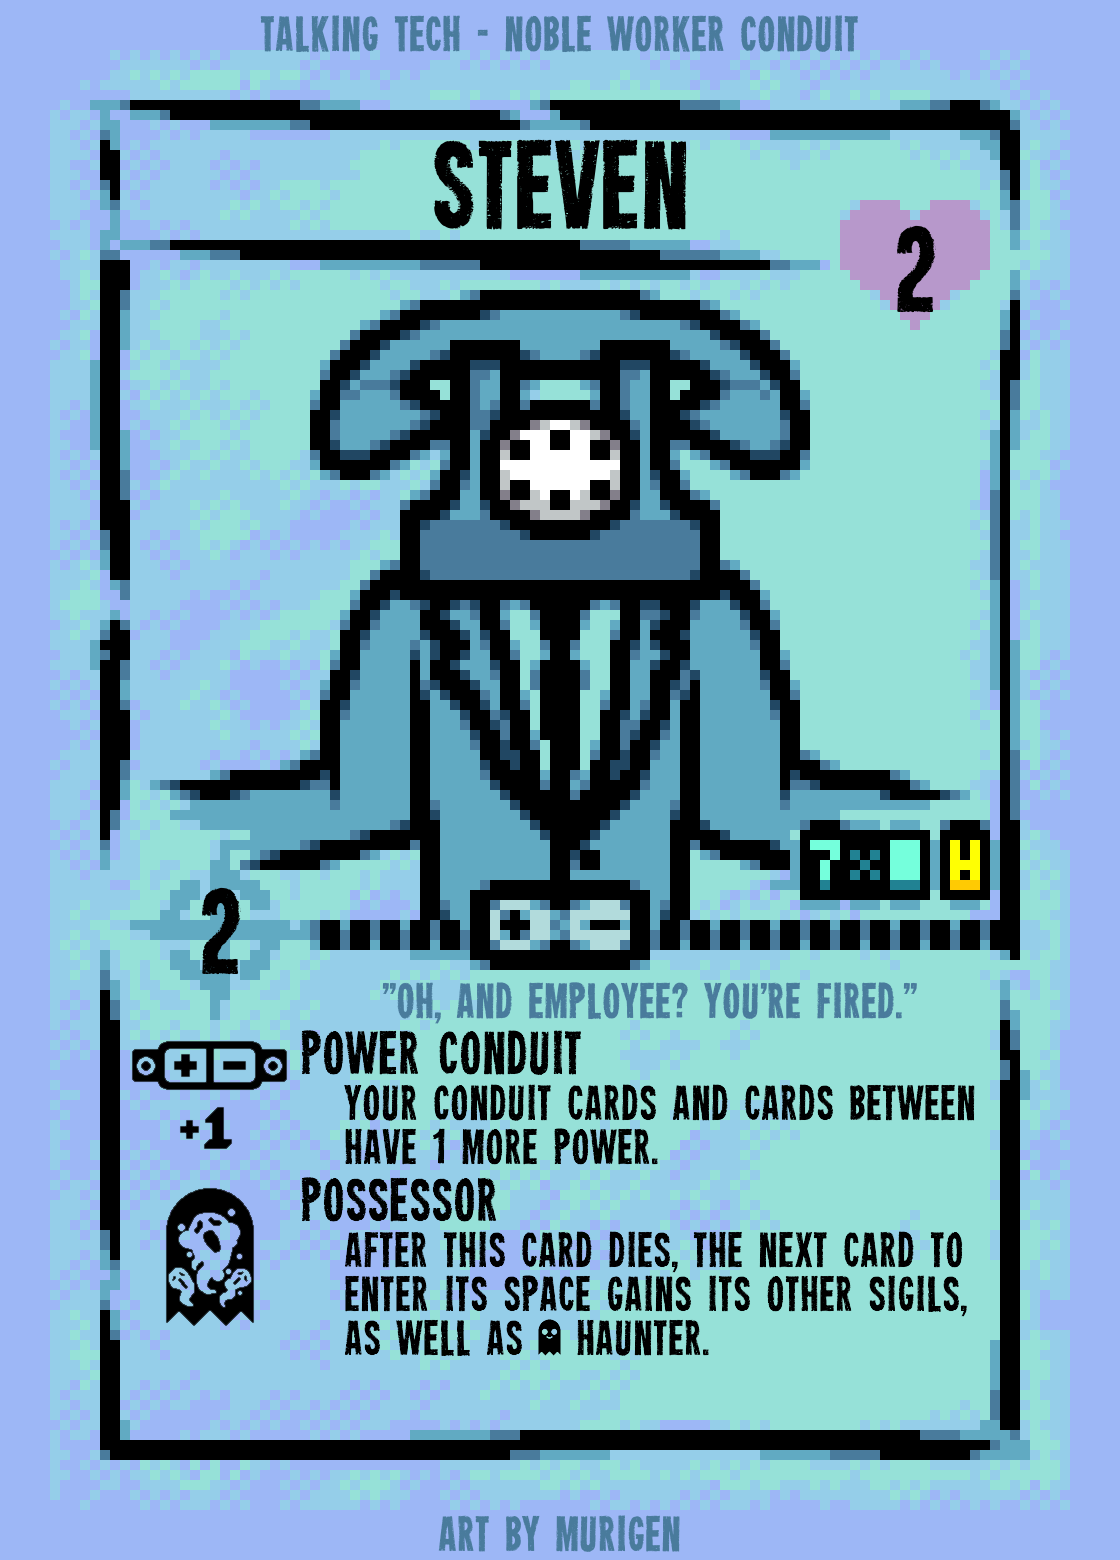 TALKING TECH - NOBLE WORKER CONDUIT
STEVEN
2
7×
2
"OH, AND EMPLOYEE? YOU'RE FIRED."
POWER CONDUIT
+1
YOUR CONDUIT CARDS AND CARDS BETWEEN
HAVE 1 MORE POWER.
POSSESSOR
AFTER THIS CARD DIES, THE NEXT CARD TO
ENTER ITS SPACE GAINS ITS OTHER SIGILS,
AS WELL AS HAUNTER.
ART BY MURIGEN